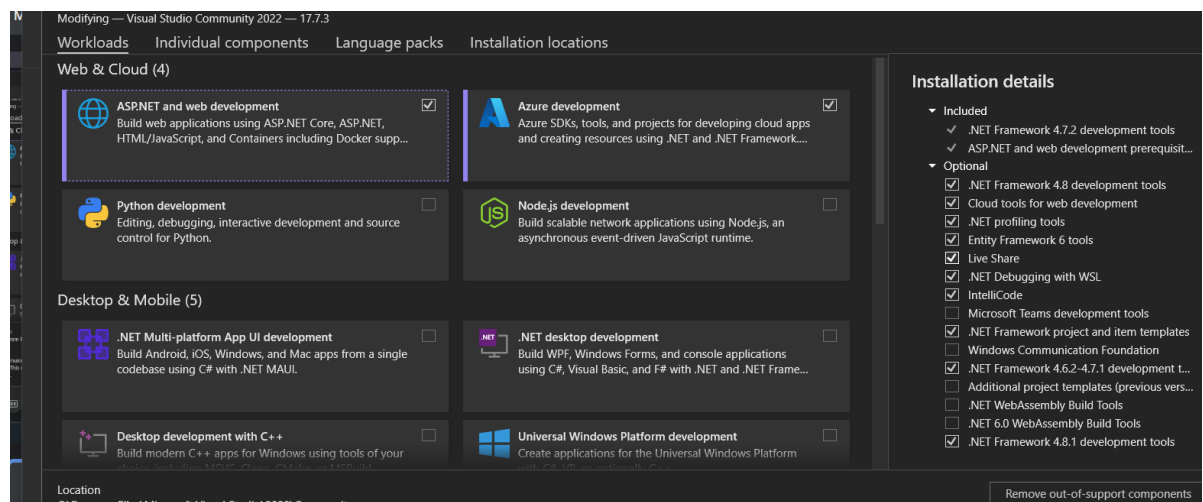 Modifying — Visual Studio Community 2022 — 17.7.3
Workloads Individual components Language packs Installation locations
Web & Cloud (4)
ASP.NET and web development
Build web applications using ASP.NET Core, ASP.NET,
HTML/JavaScript, and Containers including Docker supp...
Azure development
Azure SDKs, tools, and projects for developing cloud apps
and creating resources using .NET and .NET Framework....
Python development
Editing, debugging, interactive development and source
control for Python.
Node.js development
Build scalable network applications using Node.js, an
asynchronous event-driven JavaScript runtime.
Desktop & Mobile (5)
.NET Multi-platform App UI development
Build Android, iOS, Windows, and Mac apps from a single
codebase using C# with .NET MAUI.
.NET
.NET desktop development
Build WPF, Windows Forms, and console applications
using C#, Visual Basic, and F# with .NET and .NET Frame...
Desktop development with C++
Build modern C++ apps for Windows using tools of your
choice, including MSVC, Clang, CMake, or MSBuild.
Universal Windows Platform development
Create applications for the Universal Windows Platform
with C#, VB, or optionally C++.
Location
Installation details
Included
.NET Framework 4.7.2 development tools
ASP.NET and web development prerequisit...
Optional
.NET Framework 4.8 development tools
Cloud tools for web development
.NET profiling tools
Entity Framework 6 tools
Live Share
.NET Debugging with WSL
IntelliCode
Microsoft Teams development tools
.NET Framework project and item templates
Windows Communication Foundation
.NET Framework 4.6.2-4.7.1 development t...
Additional project templates (previous vers...
.NET WebAssembly Build Tools
.NET 6.0 WebAssembly Build Tools
.NET Framework 4.8.1 development tools
Remove out-of-support components